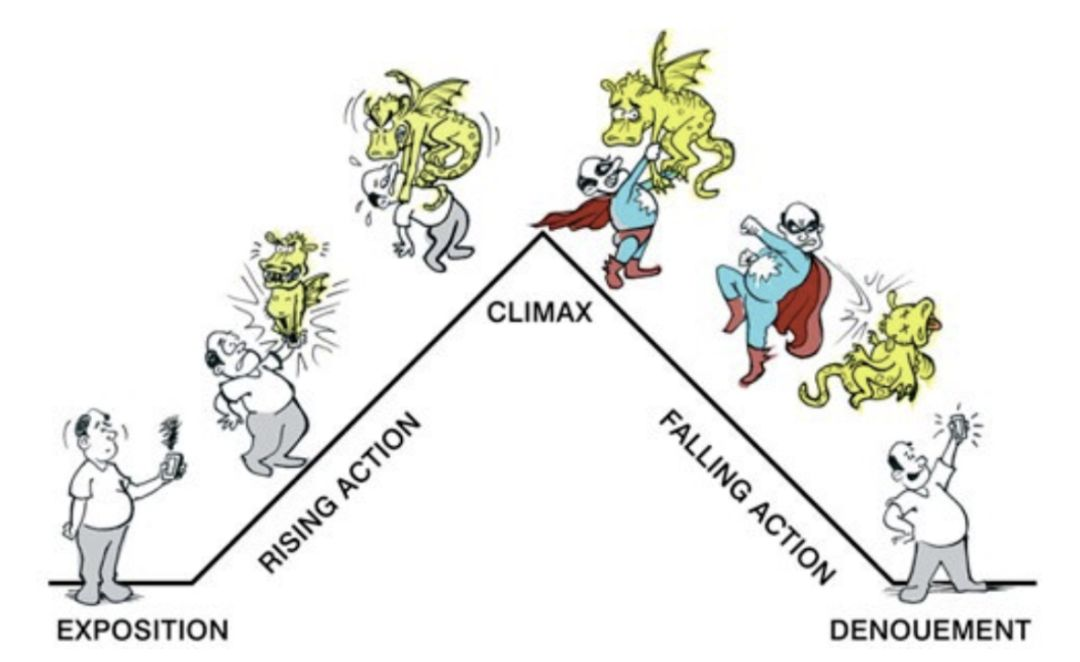 CLIMAX
RISING ACTION
FALLING ACTION
EXPOSITION
DENOUEMENT